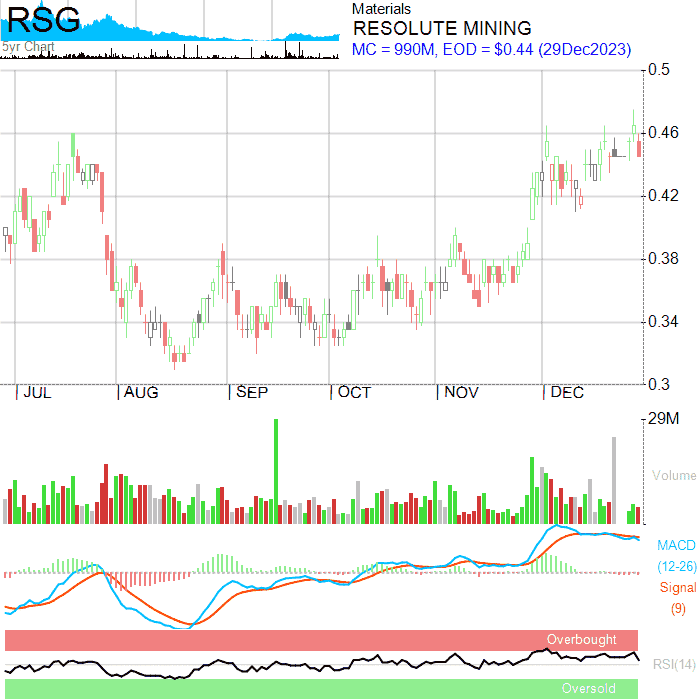 RSG
5yr Chart
Materials
RESOLUTE MINING
MC = 990M, EOD = $0.44 (29Dec2023)
0.5
0.46
0.42
0.38
0.34
0.3
JUL AUG SEP OCT NOV DEC
29M
Volume
MACD
(12-26)
Signal
(9)
Overbought
RSI(14)
Oversold